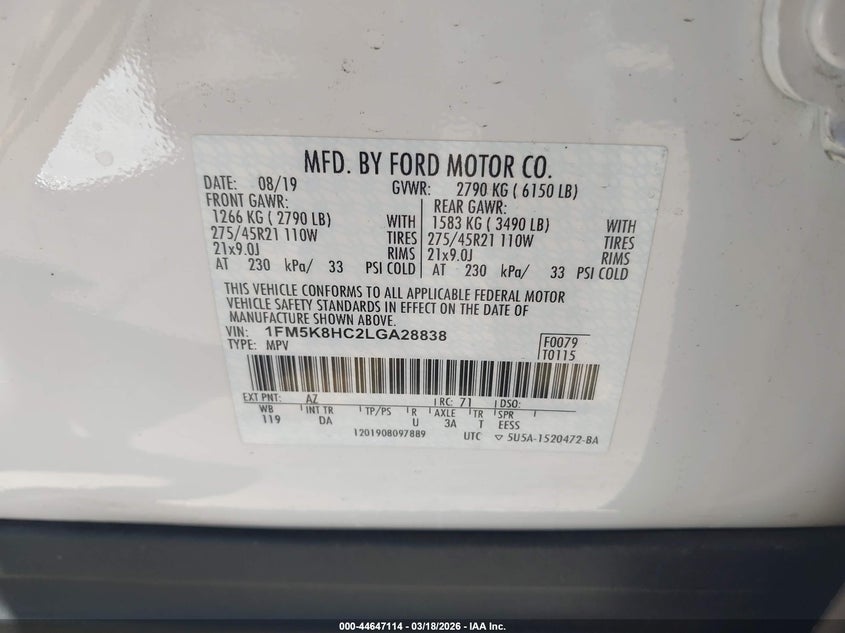 MFD. BY FORD MOTOR CO.
DATE: 08/19 GVWR: 2790 KG ( 6150 LB)
FRONT GAWR: REAR GAWR:
1266 KG ( 2790 LB) WITH 1583 KG ( 3490 LB) WITH
275/45R21 110W TIRES 275/45R21 110W TIRES
21x9.0J RIMS 21x9.0J RIMS
AT 230 kPa/ 33 PSI COLD AT 230 kPa/ 33 PSI COLD
THIS VEHICLE CONFORMS TO ALL APPLICABLE FEDERAL MOTOR
VEHICLE SAFETY STANDARDS IN EFFECT ON THE DATE OF
MANUFACTURE SHOWN ABOVE.
VIN: 1FM5K8HC2LGA28838 F0079
TYPE: MPV T0115
EXT PNT: AZ RC: 71 DSO:
WB INT TR TP/PS R AXLE TR SPR
119 DA U 3A T EESS
1201908097889 UTC ▽ 5U5A-1520472-BA
000-44647114 | 03/18/2026 - IAA Inc.